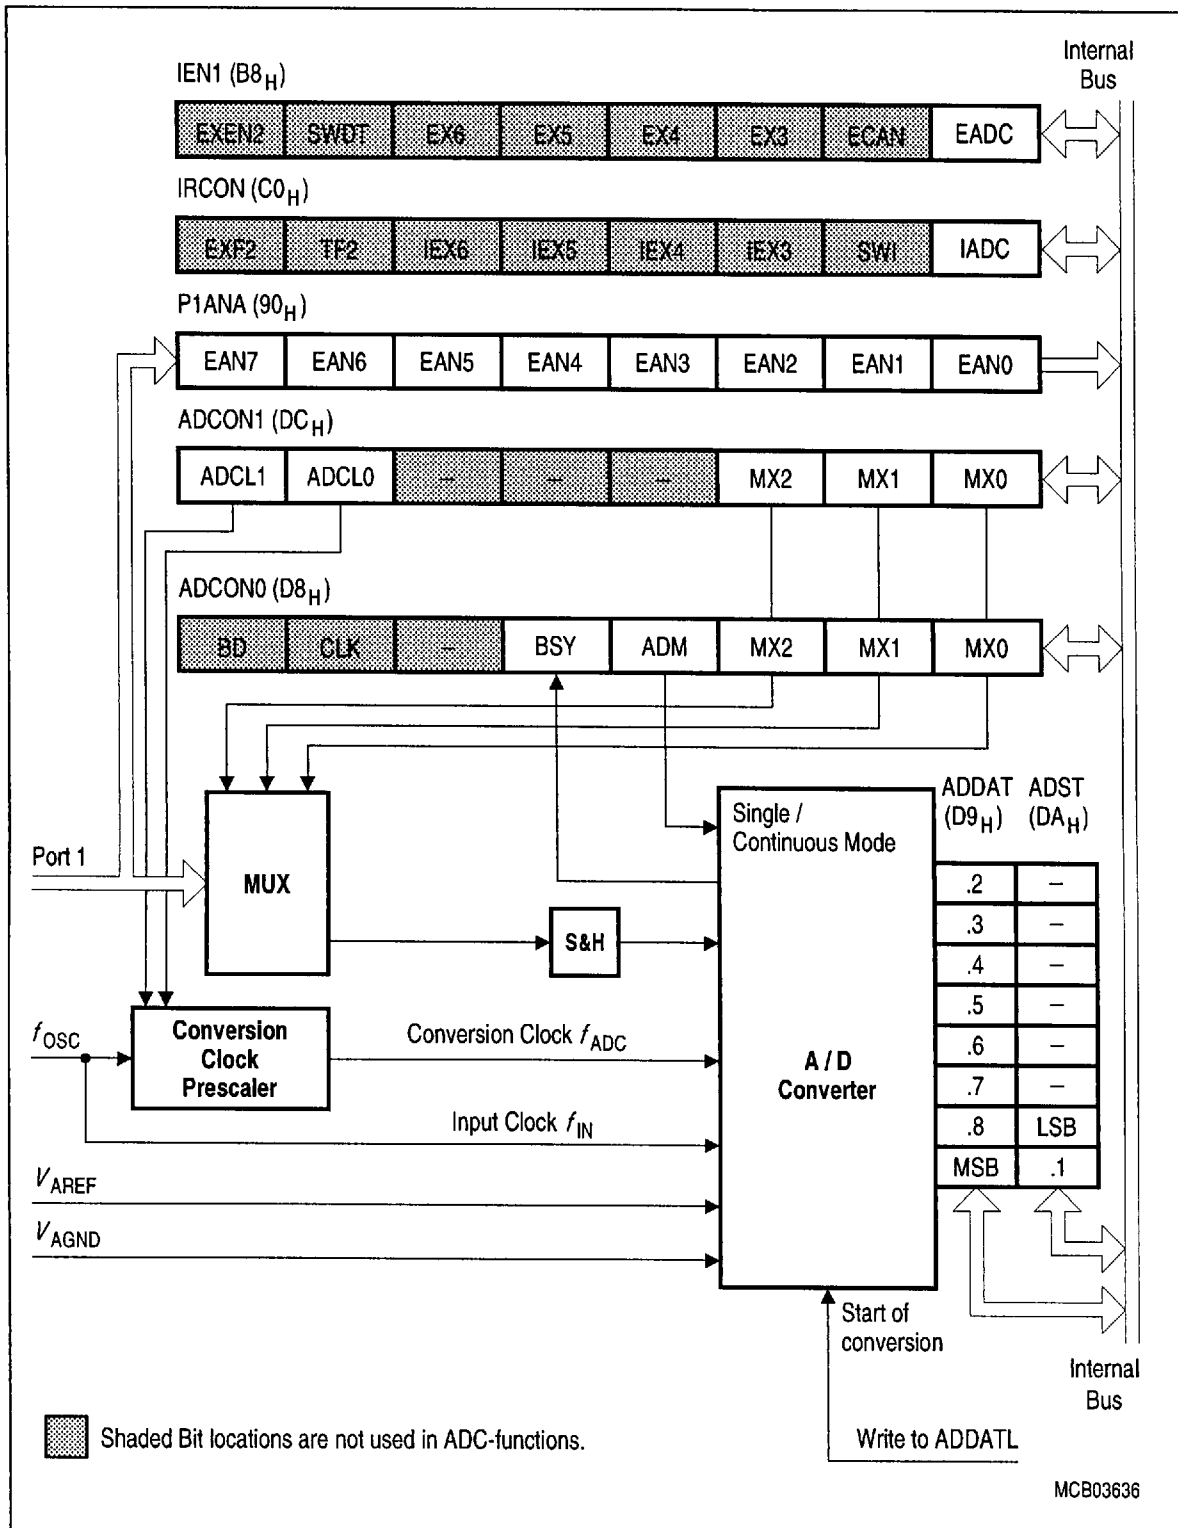 Internal
Bus
IEN1 (B8H)
EXEN2 SWDT EX6 EX5 EX4 EX3 ECAN EADC
IRCON (C0H)
EXF2 TF2 IEX6 IEX5 IEX4 IEX3 SWI IADC
P1ANA (90H)
EAN7 EAN6 EAN5 EAN4 EAN3 EAN2 EAN1 EAN0
ADCON1 (DCH)
ADCL1 ADCL0 – – – MX2 MX1 MX0
ADCON0 (D8H)
BD CLK – BSY ADM MX2 MX1 MX0
ADDAT ADST
(D9H) (DAH)
Single /
Continuous Mode
Port 1
MUX
S&H
.2 –
.3 –
.4 –
.5 –
.6 –
.7 –
.8 LSB
MSB .1
fOSC
Conversion
Clock
Prescaler
Conversion Clock fADC
A / D
Converter
Input Clock fIN
VAREF
VAGND
Start of
conversion
Internal
Bus
Shaded Bit locations are not used in ADC-functions.
Write to ADDATL
MCB03636